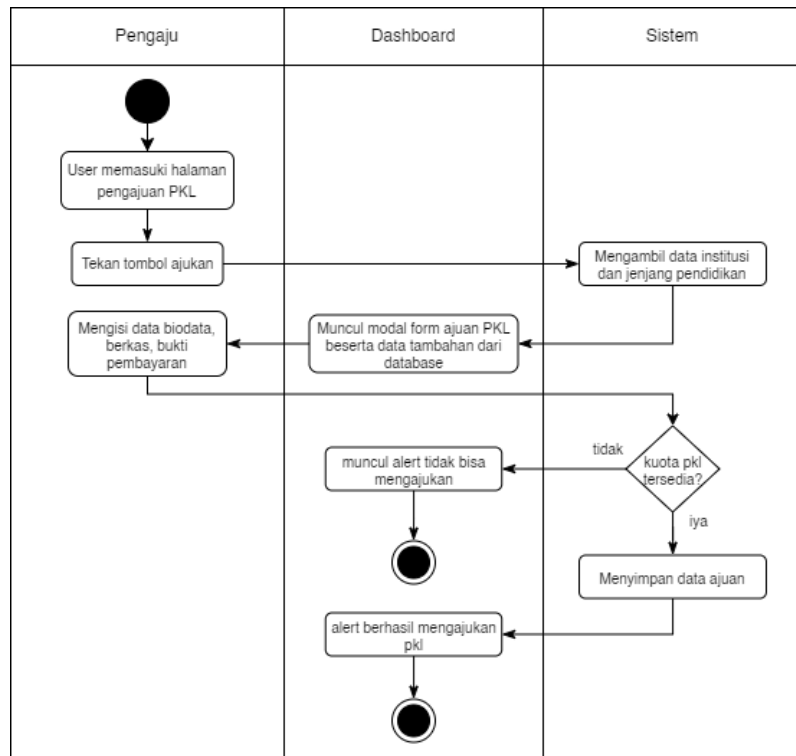 Pengaju
Dashboard
Sistem
User memasuki halaman
pengajuan PKL
Tekan tombol ajukan
Mengambil data institusi
dan jenjang pendidikan
Muncul modal form ajuan PKL
beserta data tambahan dari
database
Mengisi data biodata,
berkas, bukti
pembayaran
kuota pkl
tersedia?
tidak
muncul alert tidak bisa
mengajukan
iya
Menyimpan data ajuan
alert berhasil mengajukan
pkl